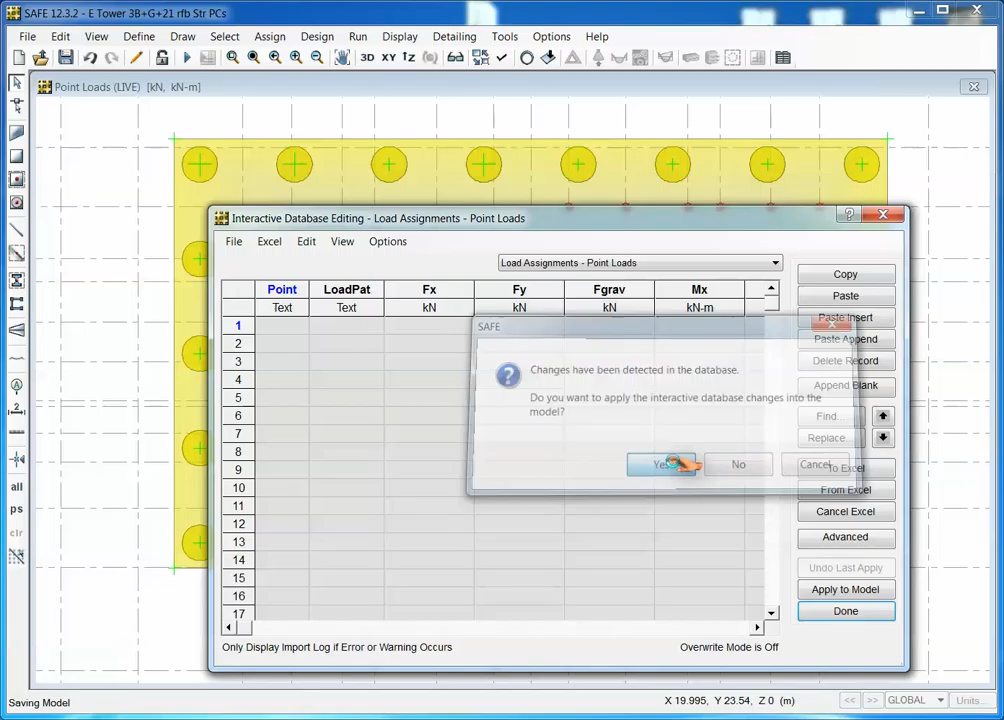 SAFE 12.3.2 - E Tower 3B+G+21 rfb Str PCs
File Edit View Define Draw Select Assign Design Run Display Detailing Tools Options Help
3D XY ↕Z
Point Loads (LIVE) [kN, kN-m]
Interactive Database Editing - Load Assignments - Point Loads
File Excel Edit View Options
Load Assignments - Point Loads
Point LoadPat Fx Fy Fgrav Mx
Text Text kN kN kN kN-m
1
2
3
4
5
6
7
8
9
10
11
12
13
14
15
16
17
Copy
Paste
Paste Insert
Paste Append
Delete Record
Append Blank
Find...
Replace...
To Excel
From Excel
Cancel Excel
Advanced
Undo Last Apply
Apply to Model
Done
SAFE
Changes have been detected in the database.
Do you want to apply the interactive database changes into the
model?
Yes No Cancel
Only Display Import Log if Error or Warning Occurs
Overwrite Mode is Off
all
ps
clr
Saving Model
X 19.995, Y 23.54, Z 0 (m)
<< >> GLOBAL Units...